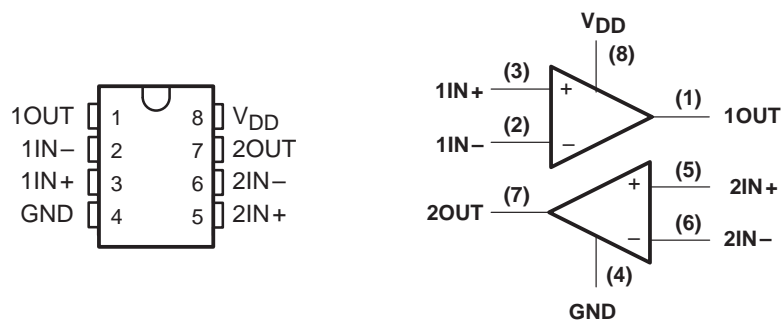 1OUT 1 8 VDD
1IN− 2 7 2OUT
1IN+ 3 6 2IN−
GND 4 5 2IN+
VDD
(8)
1IN+ (3) +
(1) 1OUT
1IN− (2) −
(5) 2IN+
+
2OUT (7)
(6) 2IN−
−
(4)
GND